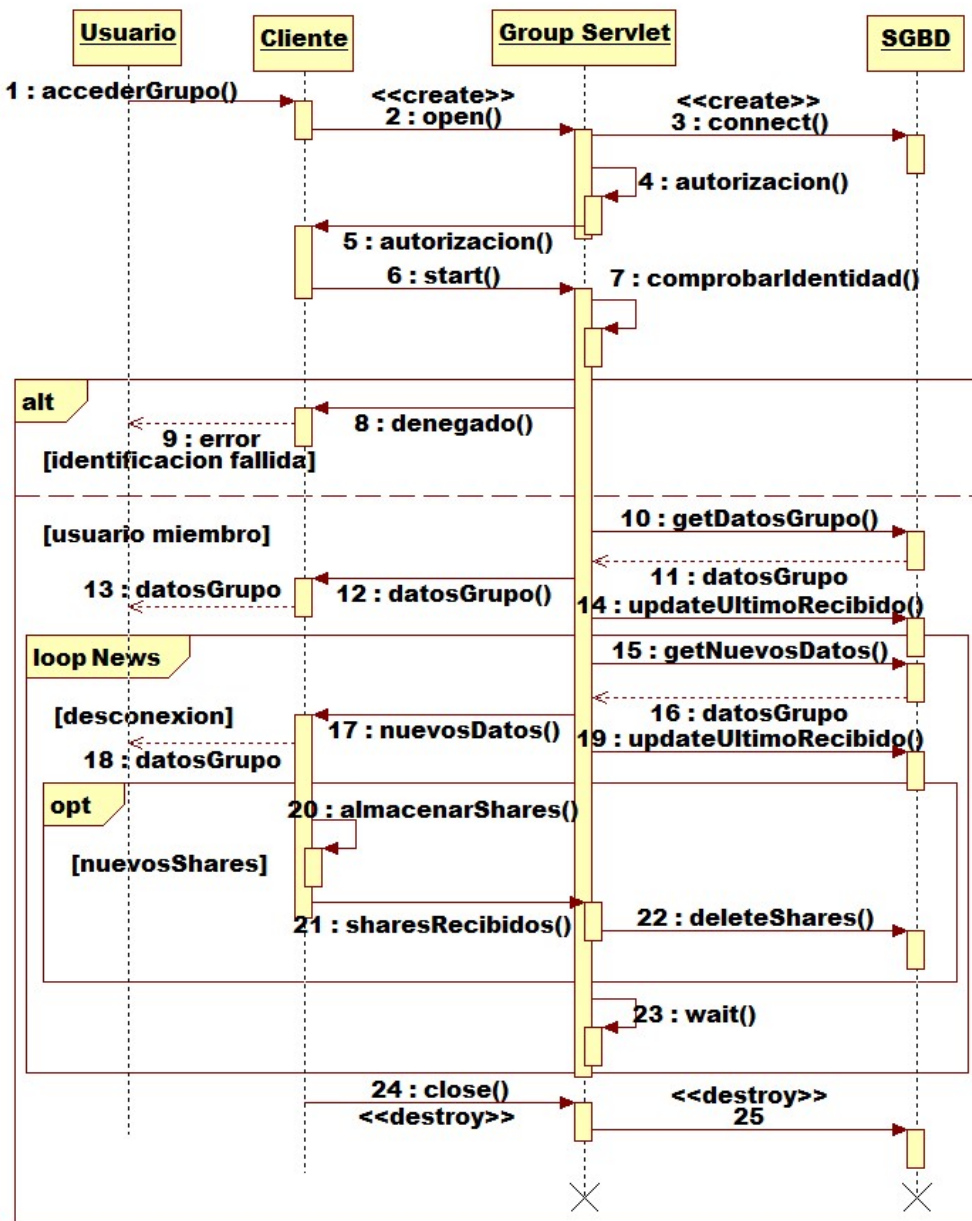 Usuario
Cliente
Group Servlet
SGBD
1 : accederGrupo()
<<create>>
2 : open()
<<create>>
3 : connect()
4 : autorizacion()
5 : autorizacion()
6 : start()
7 : comprobarIdentidad()
alt
8 : denegado()
9 : error
[identificacion fallida]
10 : getDatosGrupo()
[usuario miembro]
11 : datosGrupo
13 : datosGrupo
12 : datosGrupo()
14 : updateUltimoRecibido()
loop News
15 : getNuevosDatos()
[desconexion]
16 : datosGrupo
17 : nuevosDatos()
19 : updateUltimoRecibido()
18 : datosGrupo
opt
20 : almacenarShares()
[nuevosShares]
21 : sharesRecibidos()
22 : deleteShares()
23 : wait()
24 : close()
<<destroy>>
<<destroy>>
25